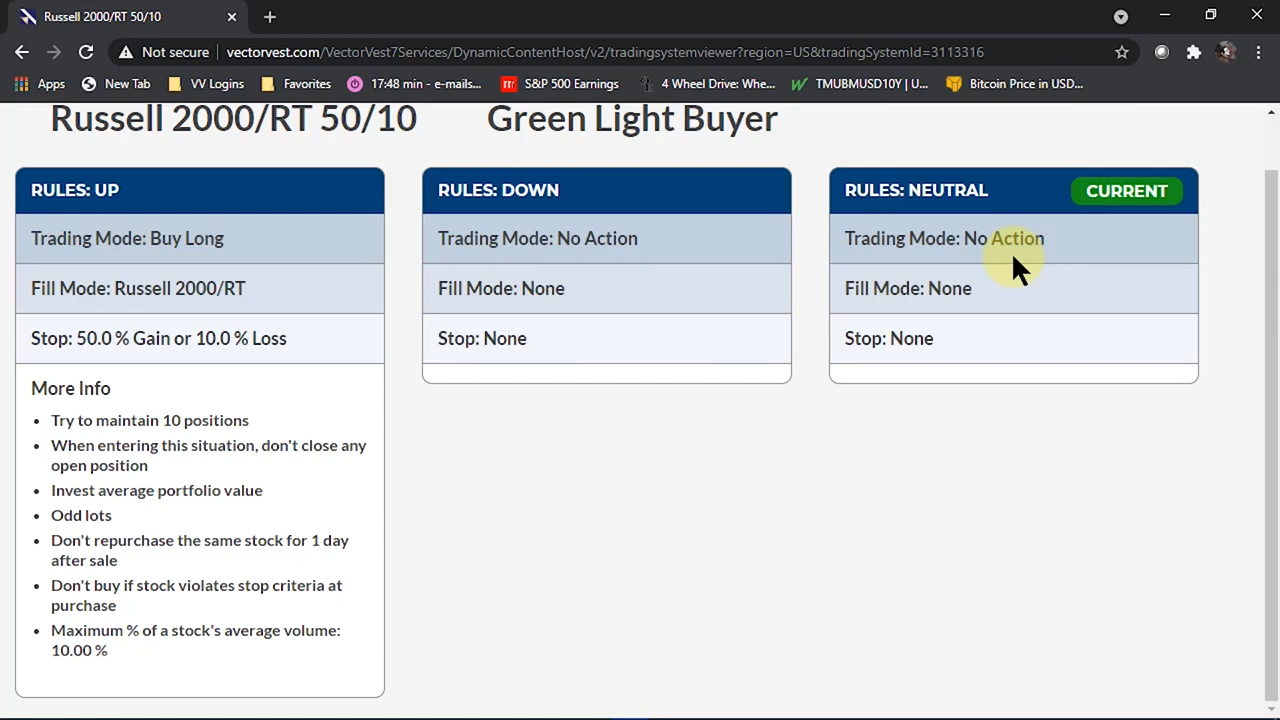 Russell 2000/RT 50/10
Not secure
vectorvest.com/VectorVest7Services/DynamicContentHost/v2/tradingsystemviewer?region=US&tradingSystemId=3113316
Apps
New Tab
VV Logins
Favorites
17:48 min - e-mails...
S&P 500 Earnings
4 Wheel Drive: Whe...
TMUBMUSD10Y | U...
Bitcoin Price in USD...
Russell 2000/RT 50/10
Green Light Buyer
RULES: UP
Trading Mode: Buy Long
Fill Mode: Russell 2000/RT
Stop: 50.0 % Gain or 10.0 % Loss
More Info
• Try to maintain 10 positions
• When entering this situation, don't close any
open position
• Invest average portfolio value
• Odd lots
• Don't repurchase the same stock for 1 day
after sale
• Don't buy if stock violates stop criteria at
purchase
• Maximum % of a stock's average volume:
10.00 %
RULES: DOWN
Trading Mode: No Action
Fill Mode: None
Stop: None
RULES: NEUTRAL
CURRENT
Trading Mode: No Action
Fill Mode: None
Stop: None